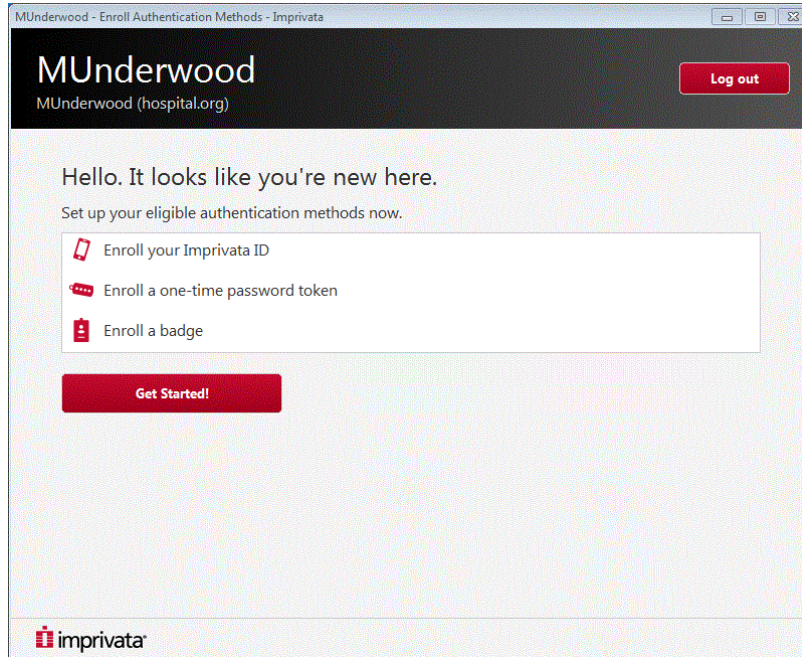 MUnderwood - Enroll Authentication Methods - Imprivata
MUnderwood
MUnderwood (hospital.org)
Log out
Hello. It looks like you're new here.
Set up your eligible authentication methods now.
Enroll your Imprivata ID
Enroll a one-time password token
Enroll a badge
Get Started!
imprivata